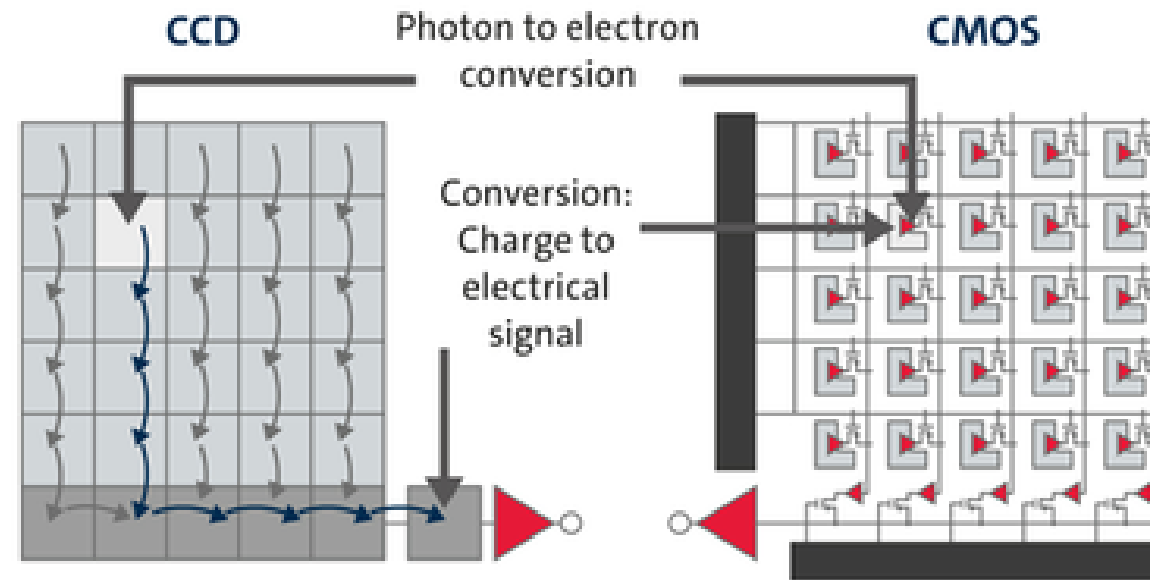 CCD
Photon to electron
conversion
CMOS
Conversion:
Charge to
electrical
signal